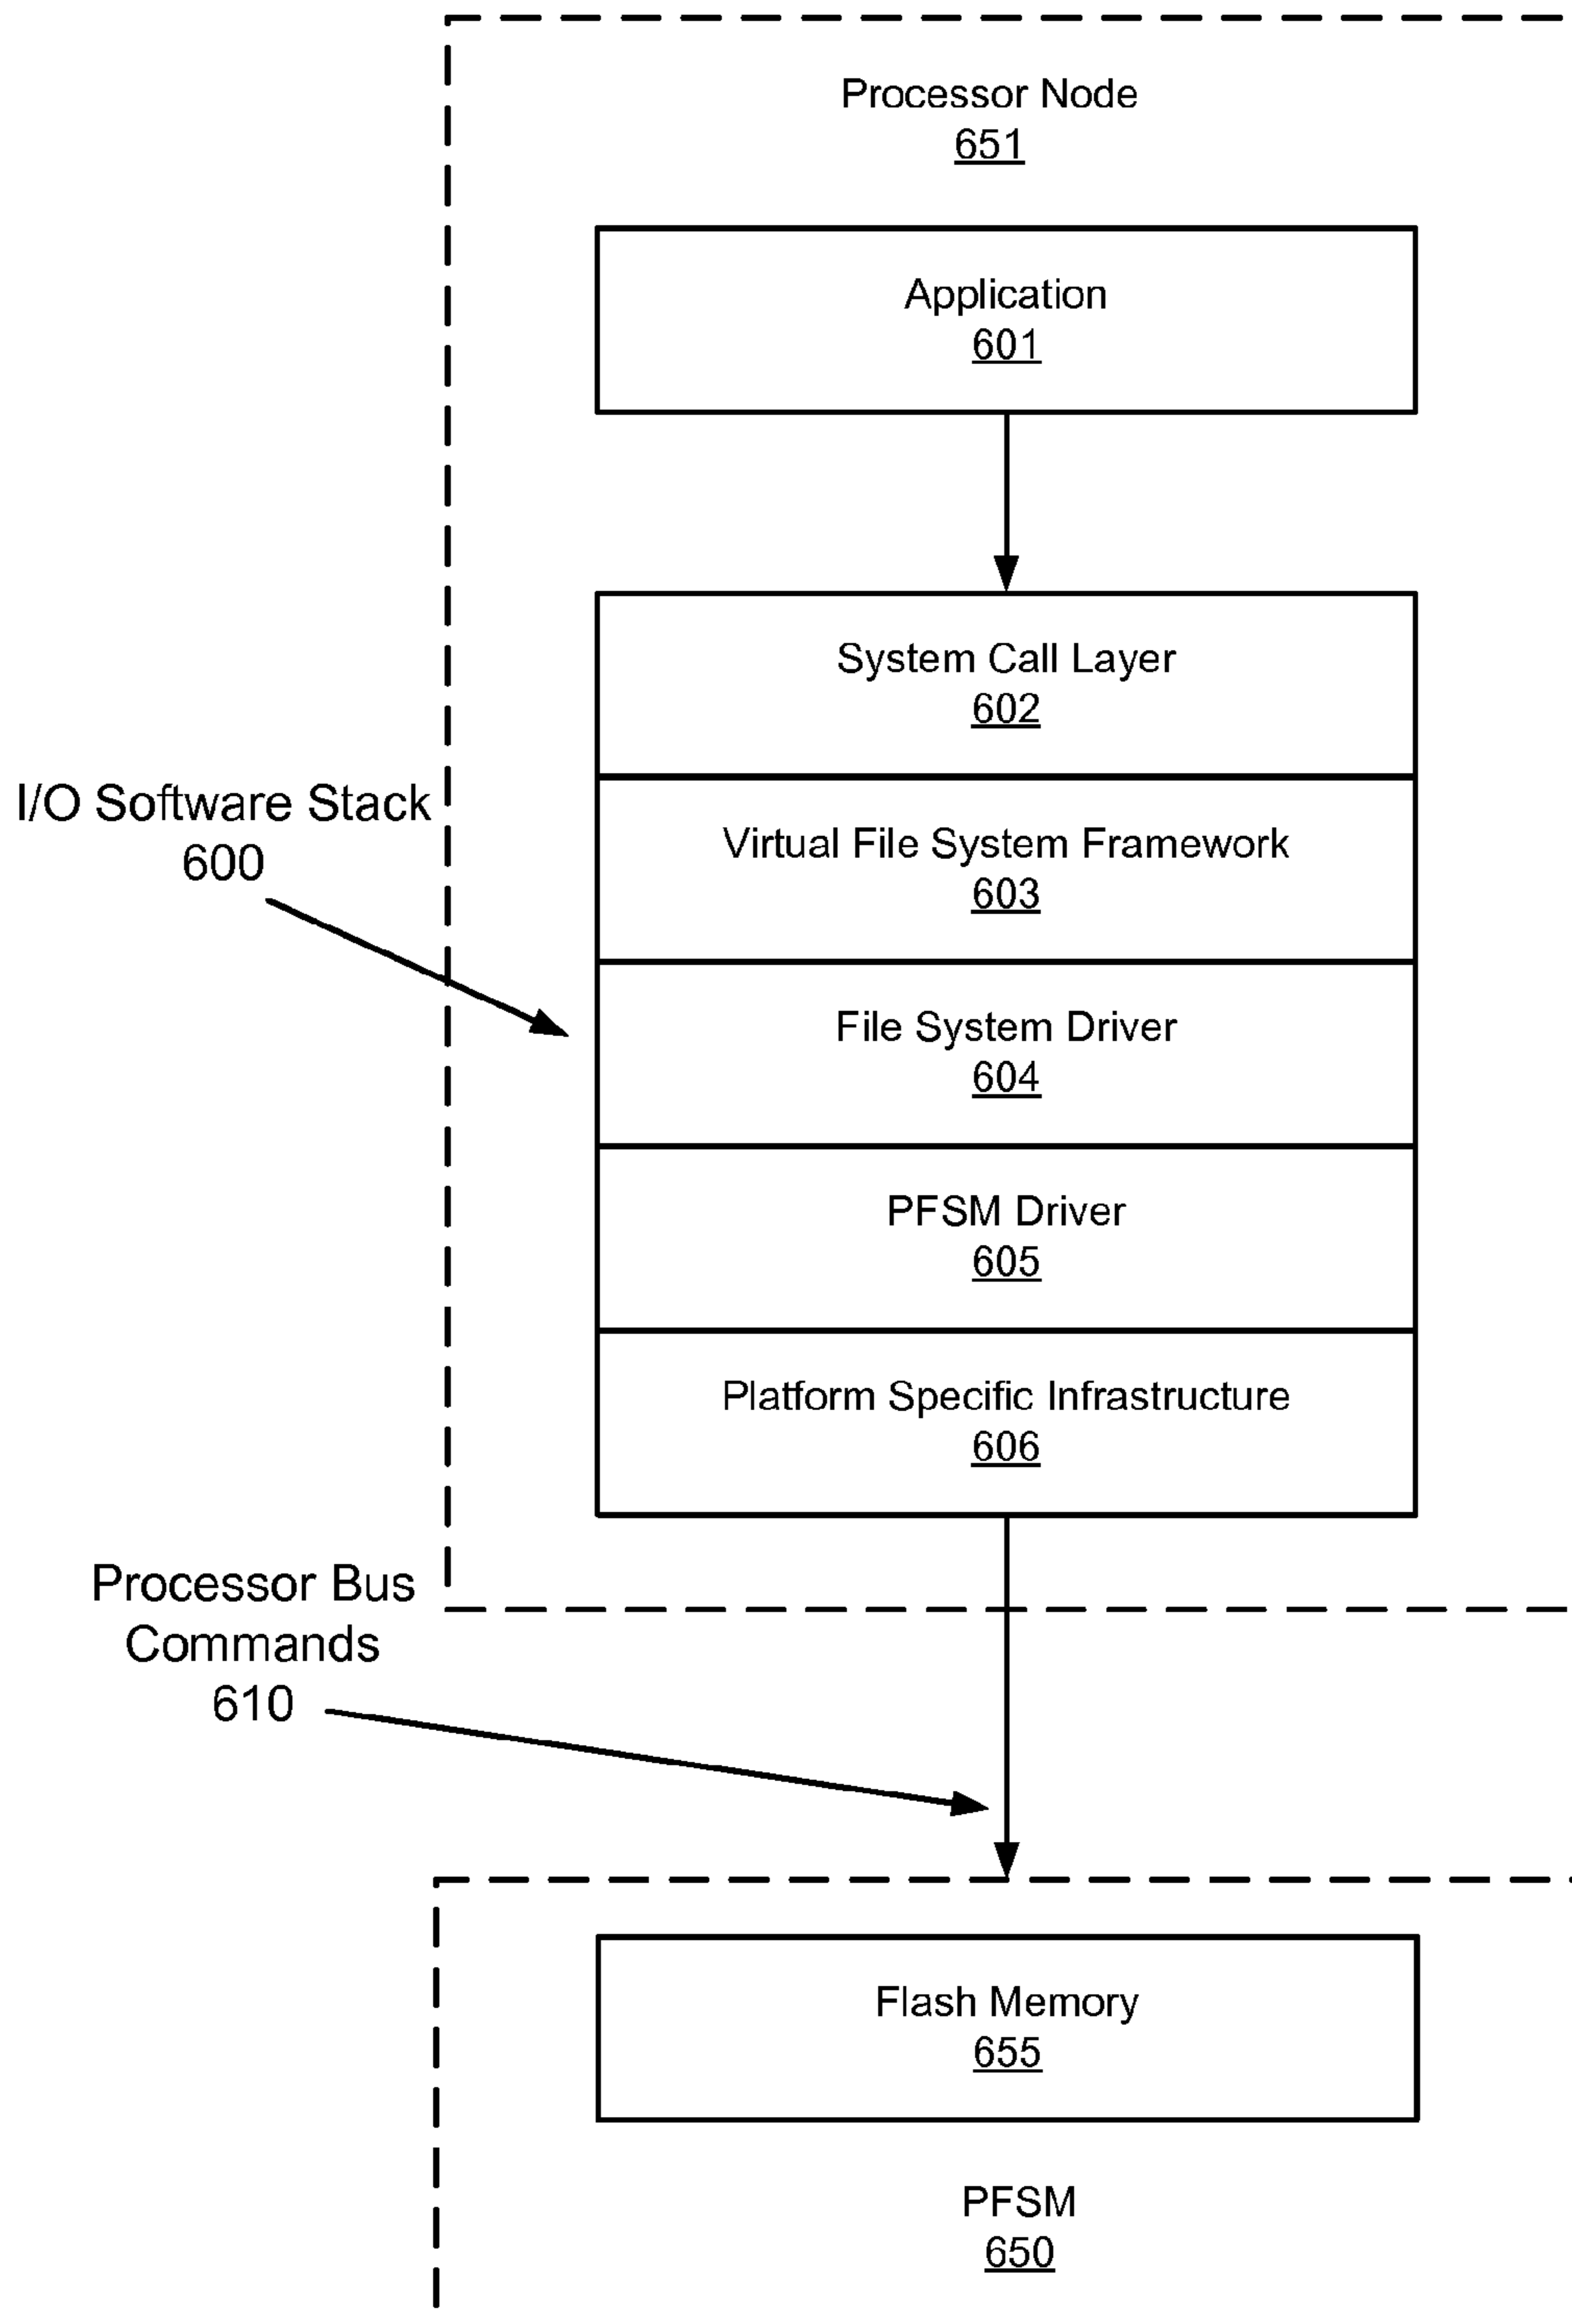 Processor Node
651
Application
601
System Call Layer
602
I/O Software Stack
600
Virtual File System Framework
603
File System Driver
604
PFSM Driver
605
Platform Specific Infrastructure
606
Processor Bus
Commands
610
Flash Memory
655
PFSM
650